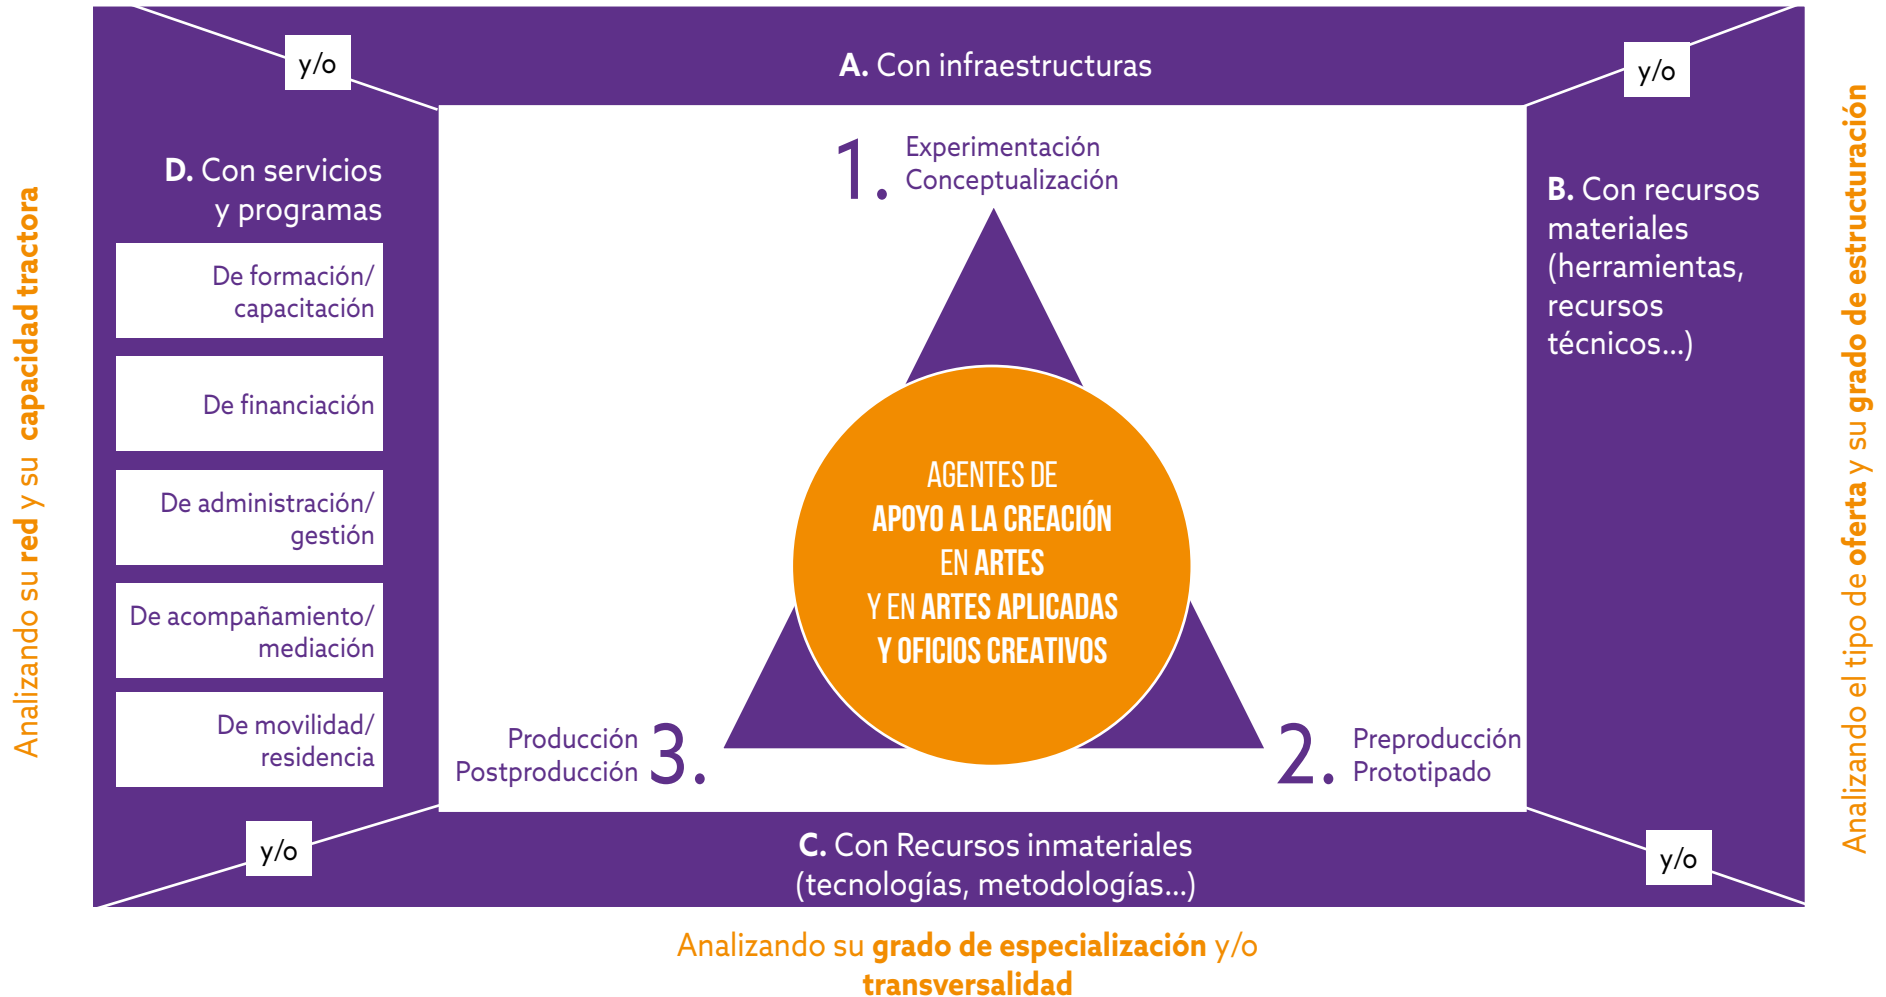 y/o
A. Con infraestructuras
y/o
1.
Experimentación
Conceptualización
D. Con servicios
y programas
De formación/
capacitación
De financiación
De administración/
gestión
De acompañamiento/
mediación
De movilidad/
residencia
B. Con recursos
materiales
(herramientas,
recursos
técnicos...)
AGENTES DE
APOYO A LA CREACIÓN
EN ARTES
Y EN ARTES APLICADAS
Y OFICIOS CREATIVOS
Producción
Postproducción
3.
2.
Preproducción
Prototipado
y/o
C. Con Recursos inmateriales
(tecnologías, metodologías...)
y/o
Analizando su red y su capacidad tractora
Analizando el tipo de oferta y su grado de estructuración
Analizando su grado de especialización y/o
transversalidad